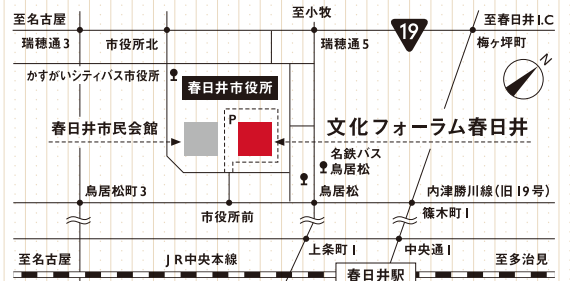 至名古屋
至小牧
至春日井I.C
瑞穂通3
市役所北
瑞穂通5
19
梅ヶ坪町
N
かすがいシティバス市役所
春日井市役所
P
春日井市民会館
文化フォーラム春日井
名鉄バス
鳥居松
鳥居松町3
市役所前
鳥居松
内津勝川線(旧19号)
篠木町1
上条町1
中央通1
至名古屋
JR中央本線
春日井駅
至多治見